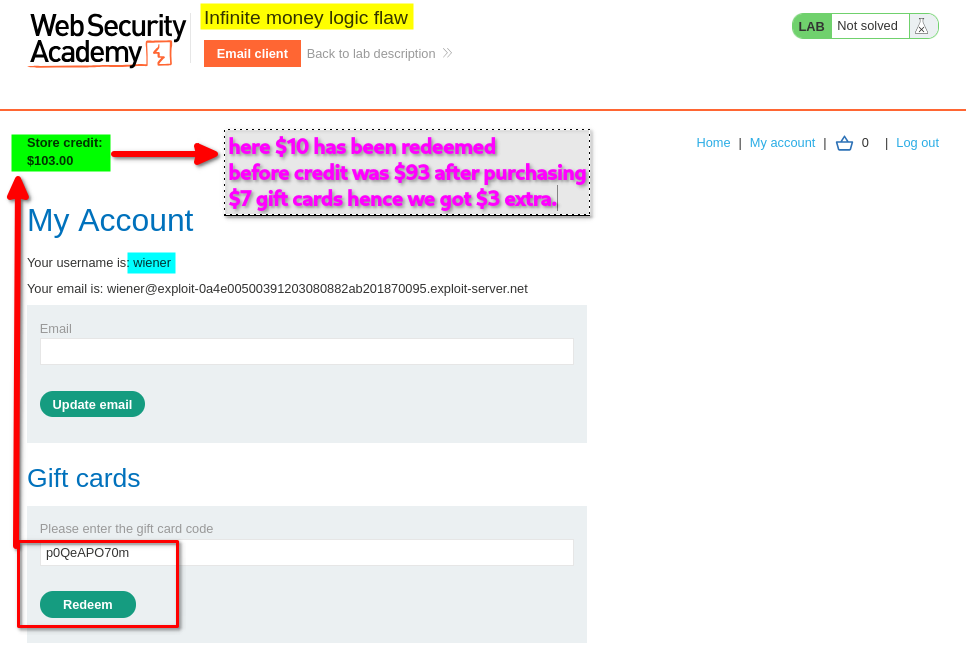 Web Security
Academy
Infinite money logic flaw
Email client Back to lab description
LAB Not solved
Store credit:
$103.00
here $10 has been redeemed
before credit was $93 after purchasing
$7 gift cards hence we got $3 extra.
Home | My account | 0 | Log out
My Account
Your username is: wiener
Your email is: wiener@exploit-0a4e00500391203080882ab201870095.exploit-server.net
Email
Update email
Gift cards
Please enter the gift card code
p0QeAPO70m
Redeem